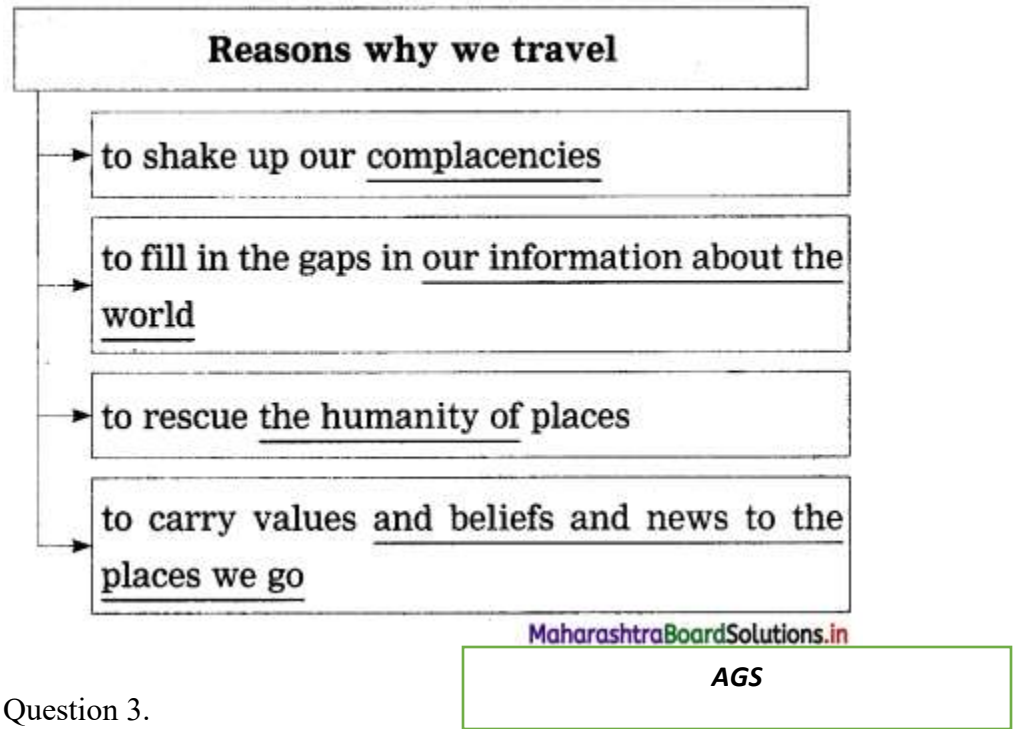 Reasons why we travel
to shake up our complacencies
to fill in the gaps in our information about the
world
to rescue the humanity of places
to carry values and beliefs and news to the
places we go
MaharashtraBoardSolutions.in
AGS
Question 3.